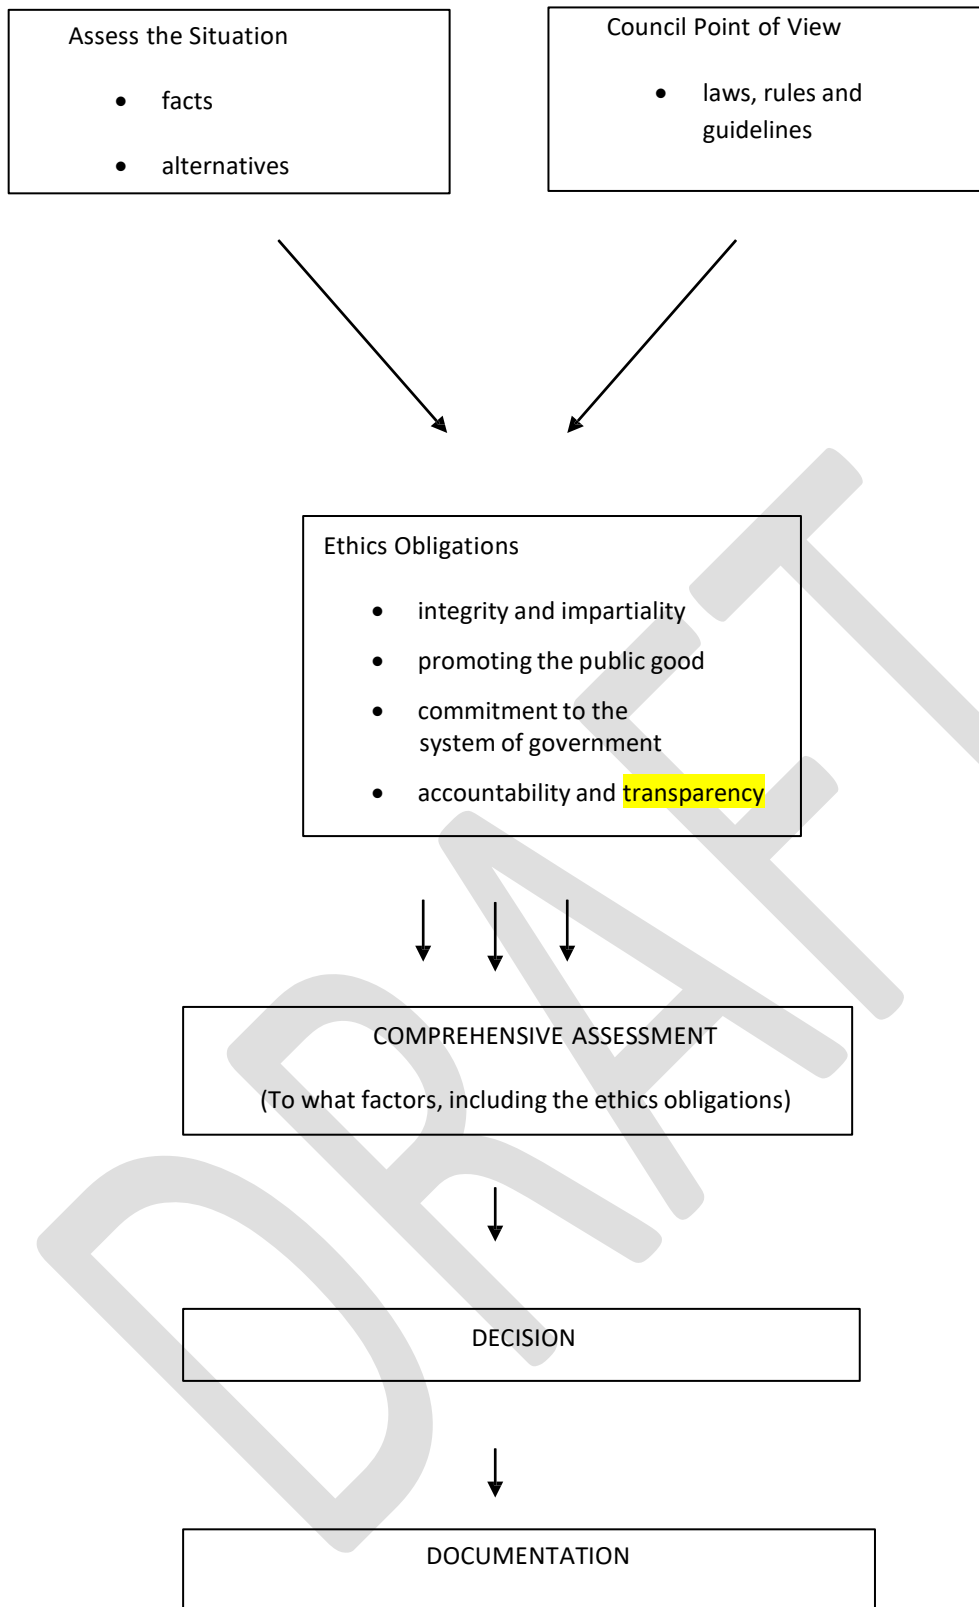 Assess the Situation
• facts
• alternatives
Council Point of View
• laws, rules and
guidelines
Ethics Obligations
• integrity and impartiality
• promoting the public good
• commitment to the
system of government
• accountability and transparency
COMPREHENSIVE ASSESSMENT
(To what factors, including the ethics obligations)
DECISION
DOCUMENTATION
DRAFT